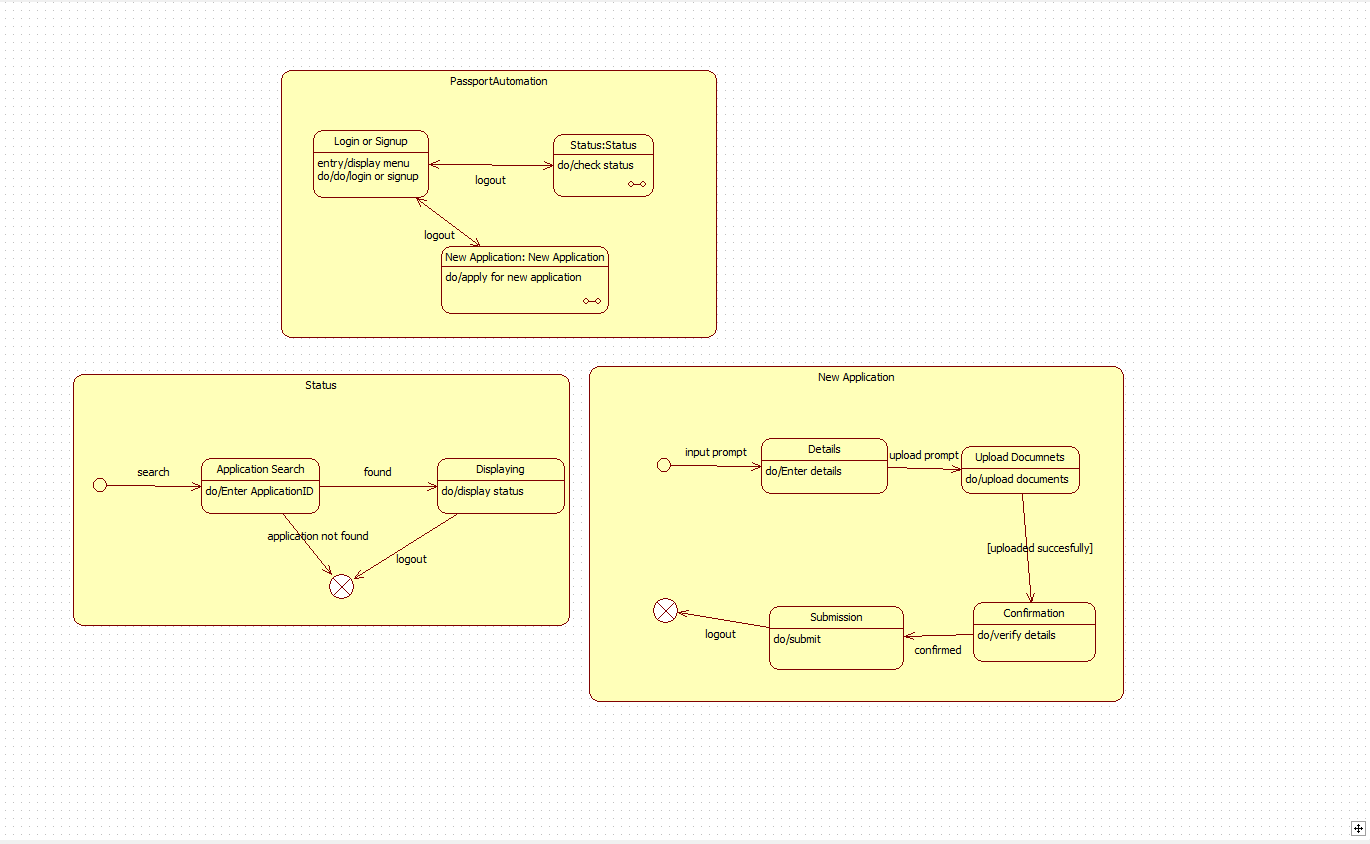 PassportAutomation
Login or Signup
entry/display menu
do/do/login or signup
Status:Status
do/check status
logout
logout
New Application: New Application
do/apply for new application
Status
search
Application Search
do/Enter ApplicationID
found
Displaying
do/display status
application not found
logout
New Application
input prompt
Details
do/Enter details
upload prompt
Upload Documnets
do/upload documents
[uploaded succesfully]
Confirmation
do/verify details
confirmed
Submission
do/submit
logout